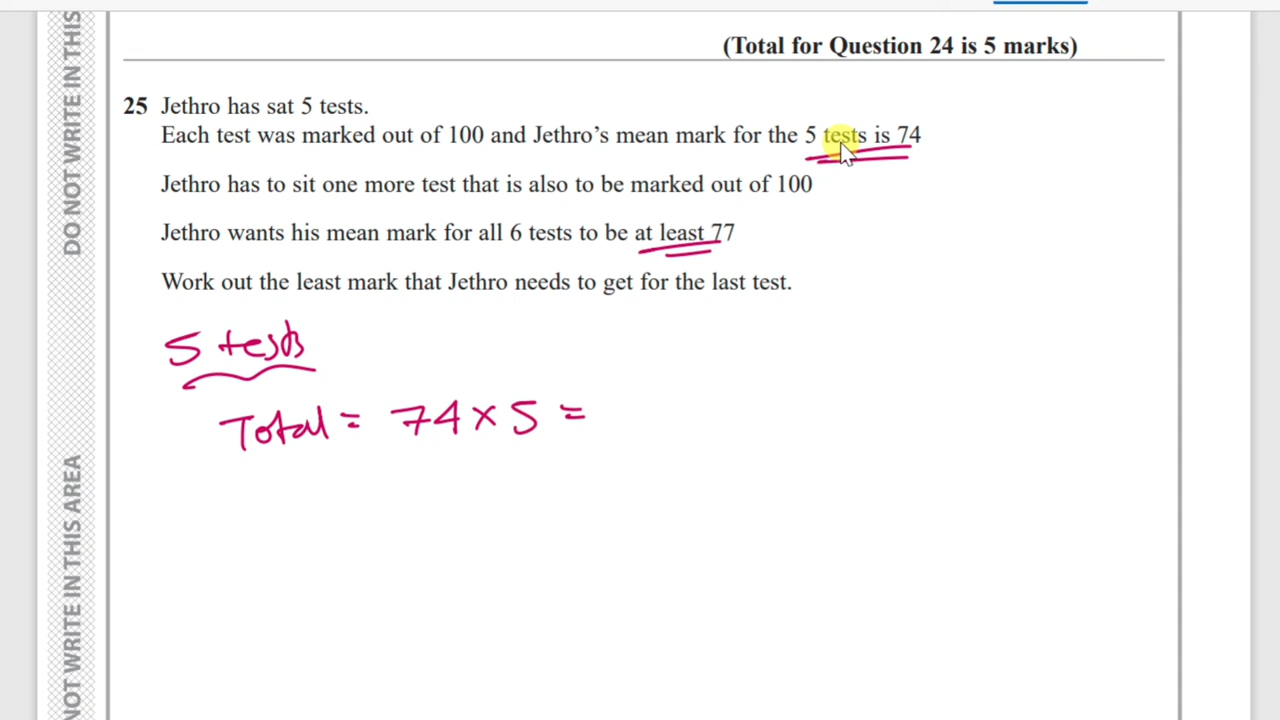 DO NOT WRITE IN THIS
(Total for Question 24 is 5 marks)
25 Jethro has sat 5 tests.
Each test was marked out of 100 and Jethro’s mean mark for the 5 tests is 74
Jethro has to sit one more test that is also to be marked out of 100
Jethro wants his mean mark for all 6 tests to be at least 77
Work out the least mark that Jethro needs to get for the last test.
5 tests
Total = 74 × 5 =
NOT WRITE IN THIS AREA